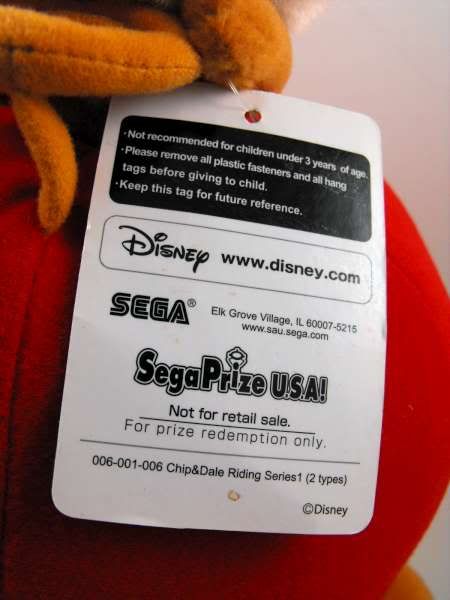 ·Not recommended for children under 3 years of age.
·Please remove all plastic fasteners and all hang
tags before giving to child.
·Keep this tag for future reference.
Disney www.disney.com
SEGA® Elk Grove Village, IL 60007-5215
www.sau.sega.com
SegaPrize U.S.A!
Not for retail sale.
For prize redemption only.
006-001-006 Chip&Dale Riding Series1 (2 types)
©Disney